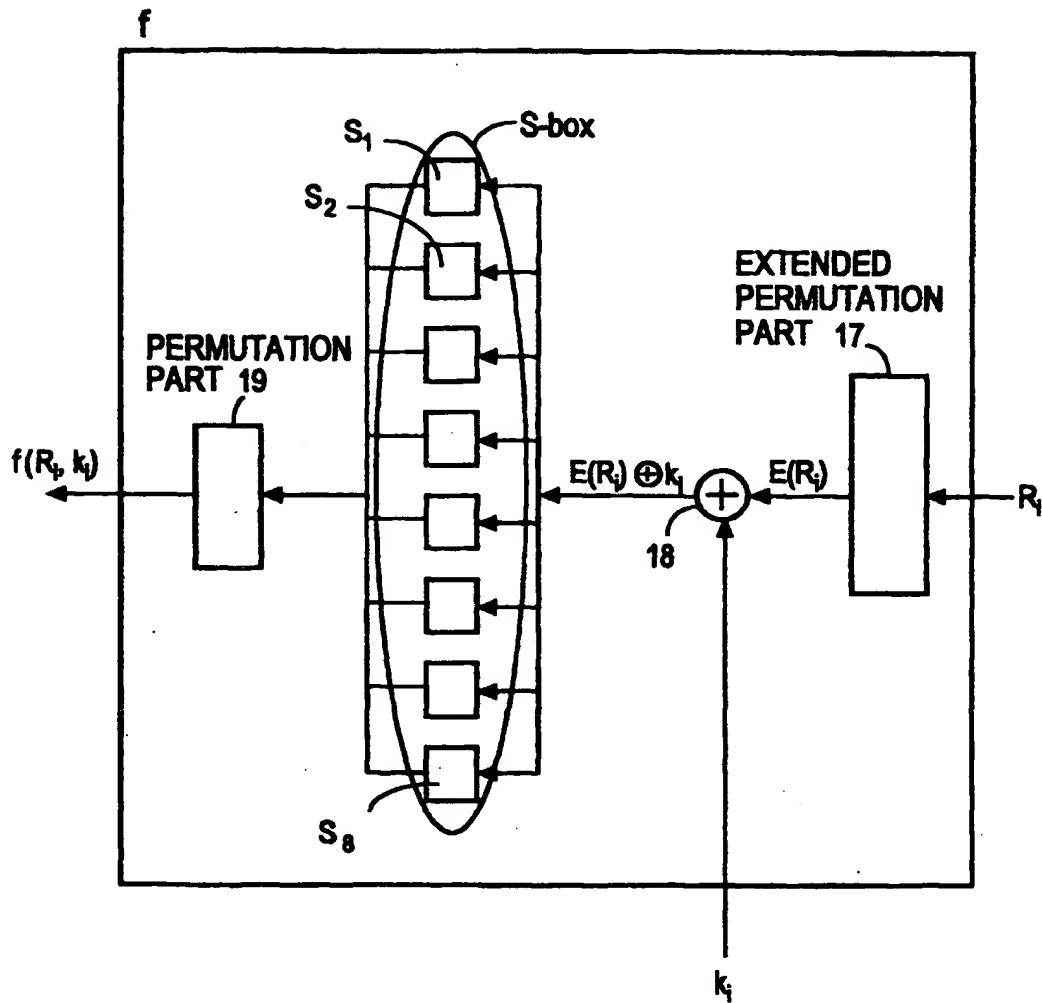 f
S-box
S₁
S₂
EXTENDED
PERMUTATION
PART 17
PERMUTATION
PART 19
f(Rᵢ, kᵢ)
E(Rᵢ) ⊕ kᵢ
+
E(Rᵢ)
Rᵢ
18
S₈
kᵢ